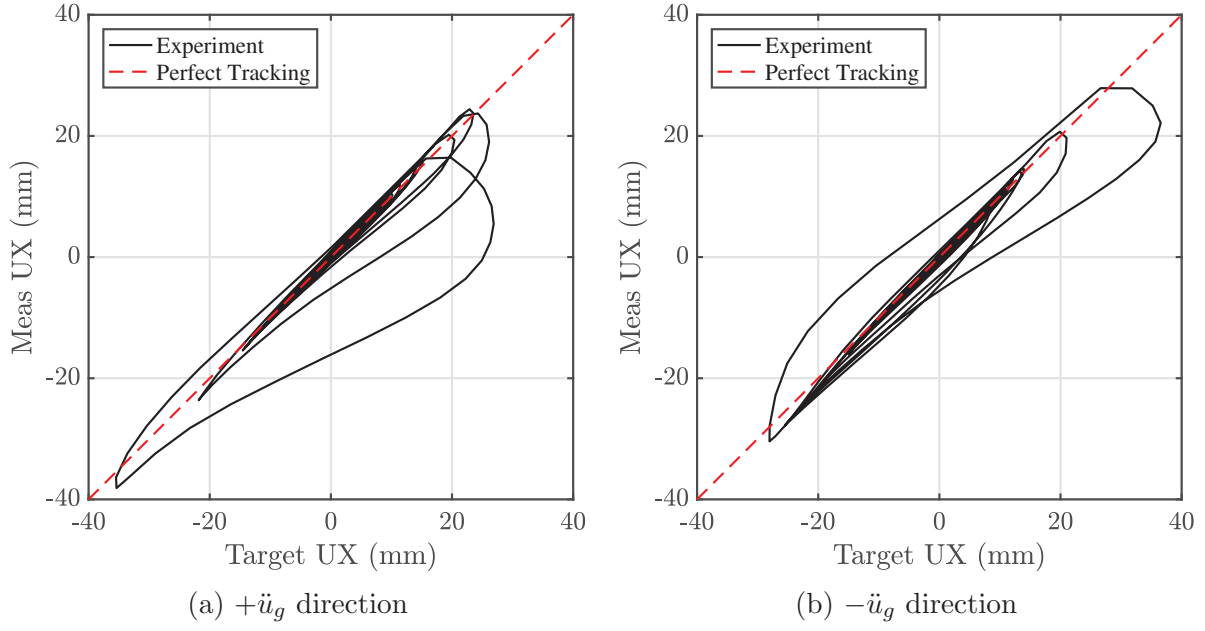 40
20
0
-20
-40
-40
-20
0
20
40
Meas UX (mm)
Target UX (mm)
Experiment
Perfect Tracking
(a) +ü_g direction
40
20
0
-20
-40
-40
-20
0
20
40
Meas UX (mm)
Target UX (mm)
Experiment
Perfect Tracking
(b) −ü_g direction